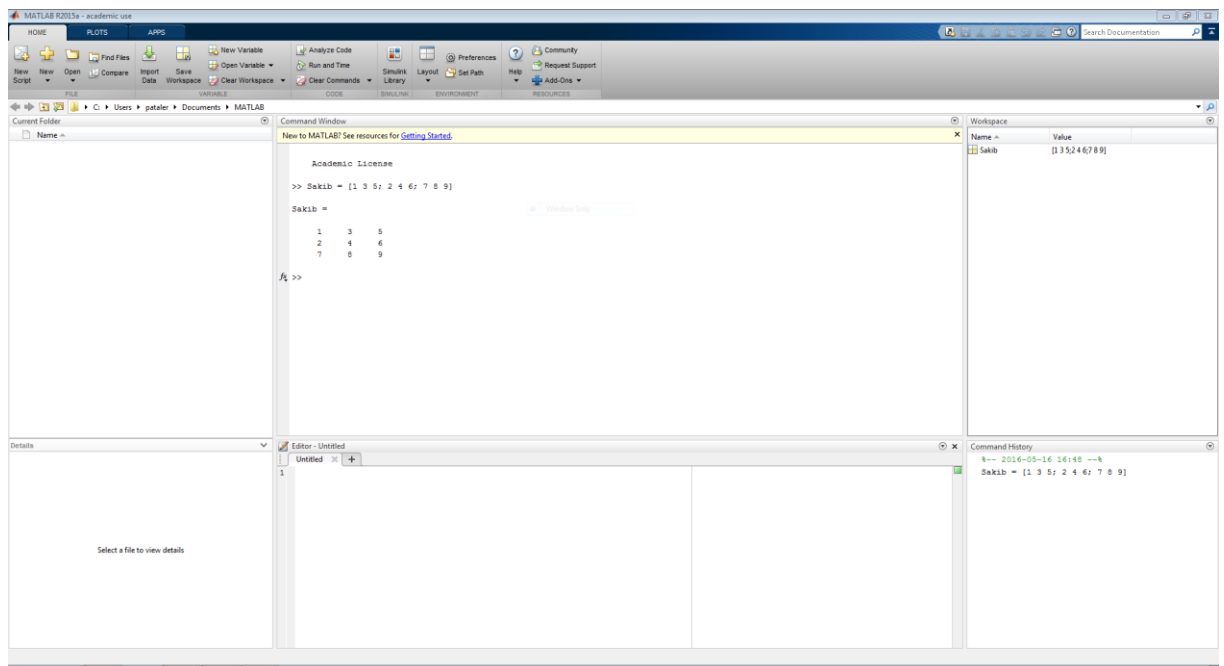 MATLAB R2015a - academic use
HOME PLOTS APPS
Search Documentation
New Script
New
Open
Find Files
Compare
Import Data
Save Workspace
New Variable
Open Variable
Clear Workspace
Analyze Code
Run and Time
Clear Commands
Simulink Library
Layout
Preferences
Set Path
Help
Community
Request Support
Add-Ons
FILE VARIABLE CODE SIMULINK ENVIRONMENT RESOURCES
C: Users pataler Documents MATLAB
Current Folder
Name
Command Window
New to MATLAB? See resources for Getting Started.
Academic License
>> Sakib = [1 3 5; 2 4 6; 7 8 9]
Sakib =
1 3 5
2 4 6
7 8 9
fx >>
Workspace
Name Value
Sakib [1 3 5;2 4 6;7 8 9]
Details
Select a file to view details
Editor - Untitled
Untitled
1
Command History
%-- 2016-05-16 16:48 --%
Sakib = [1 3 5; 2 4 6; 7 8 9]